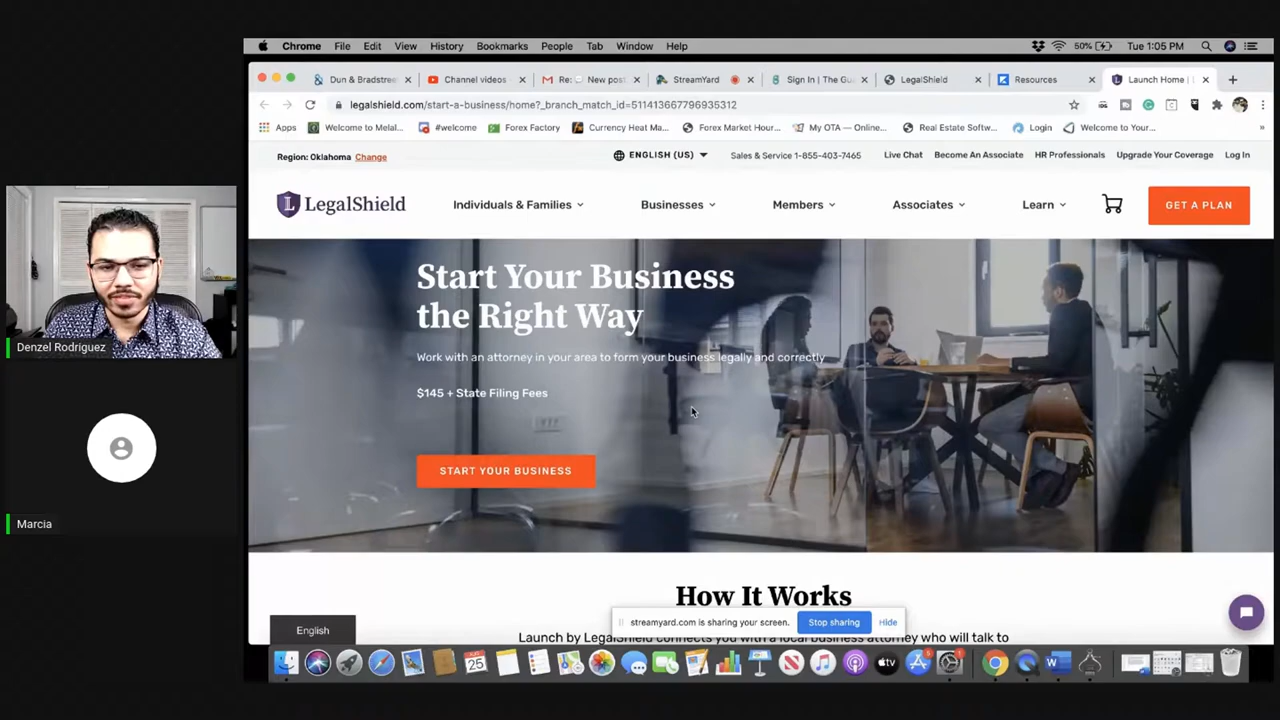 Chrome File Edit View History Bookmarks People Tab Window Help
50% Tue 1:05 PM
Dun & Bradstree
Channel videos -
Re: New post
StreamYard
Sign In | The Gu
LegalShield
Resources
Launch Home |
legalshield.com/start-a-business/home?_branch_match_id=511413667796935312
Apps
Welcome to Melal...
#welcome
Forex Factory
Currency Heat Ma...
Forex Market Hour...
My OTA — Online...
Real Estate Softw...
Login
Welcome to Your...
»
Region: Oklahoma Change
ENGLISH (US)
Sales & Service 1-855-403-7465
Live Chat
Become An Associate
HR Professionals
Upgrade Your Coverage
Log In
L LegalShield
Individuals & Families
Businesses
Members
Associates
Learn
GET A PLAN
Start Your Business
the Right Way
Work with an attorney in your area to form your business legally and correctly
$145 + State Filing Fees
START YOUR BUSINESS
How It Works
Launch by LegalShield connects you with a local business attorney who will talk to
streamyard.com is sharing your screen.
Stop sharing
Hide
English
Denzel Rodriguez
Marcia
25
tv
5
1
W